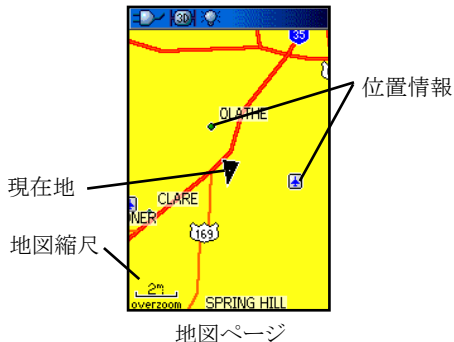 3D
35
OLATHE
位置情報
現在地
CLARE
NER
169
地図縮尺
2m
overzoom
SPRING HILL
地図ページ